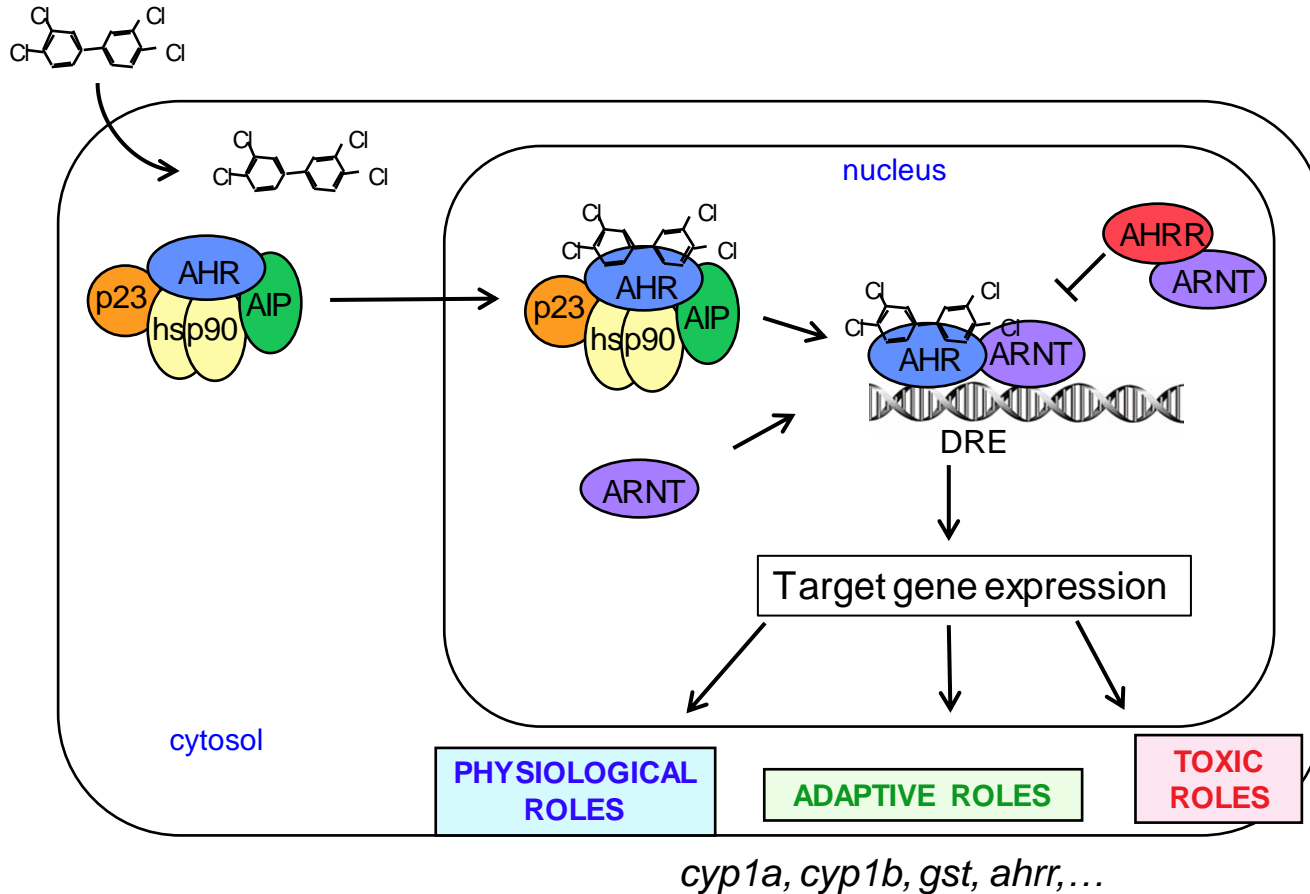 Cl
Cl
Cl
Cl
Cl
Cl
Cl
Cl
nucleus
Cl
Cl
Cl
Cl
AHRR
ARNT
AHR
p23
AIP
hsp90
AHR
p23
AIP
hsp90
Cl
Cl
Cl
Cl
AHR
ARNT
DRE
ARNT
Target gene expression
cytosol
PHYSIOLOGICAL
ROLES
ADAPTIVE ROLES
TOXIC
ROLES
cyp1a, cyp1b, gst, ahrr,...